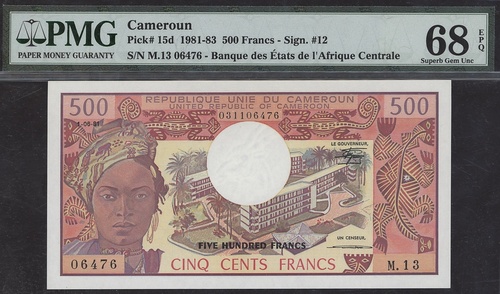 PMG
PAPER MONEY GUARANTY
Cameroun
Pick# 15d 1981-83 500 Francs - Sign. #12
S/N M.13 06476 - Banque des États de l'Afrique Centrale
68 EPQ
Superb Gem Unc
500
RÉPUBLIQUE UNIE DU CAMEROUN
UNITED REPUBLIC OF CAMEROON
500
031106476
LE GOUVERNEUR,
UN CENSEUR,
FIVE HUNDRED FRANCS
06476
CINQ CENTS FRANCS
M.13